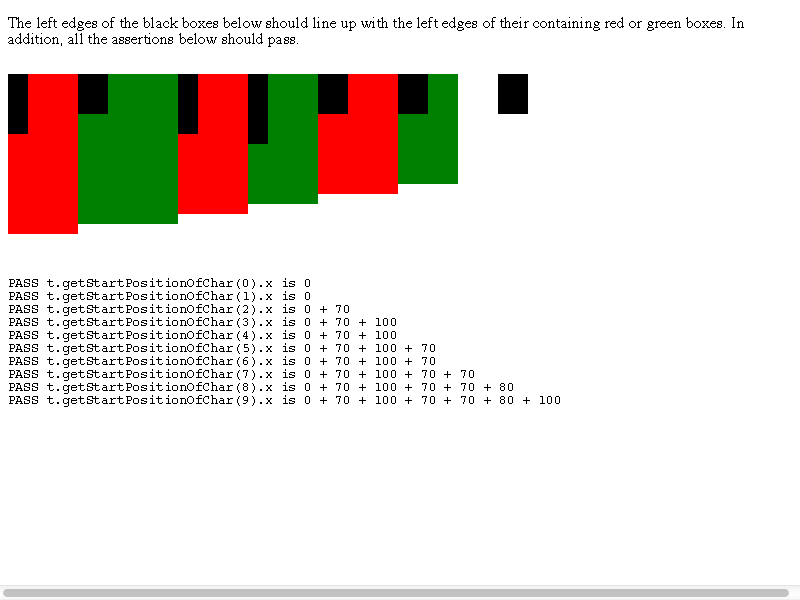 The left edges of the black boxes below should line up with the left edges of their containing red or green boxes. In
addition, all the assertions below should pass.
PASS t.getStartPositionOfChar(0).x is 0
PASS t.getStartPositionOfChar(1).x is 0
PASS t.getStartPositionOfChar(2).x is 0 + 70
PASS t.getStartPositionOfChar(3).x is 0 + 70 + 100
PASS t.getStartPositionOfChar(4).x is 0 + 70 + 100
PASS t.getStartPositionOfChar(5).x is 0 + 70 + 100 + 70
PASS t.getStartPositionOfChar(6).x is 0 + 70 + 100 + 70
PASS t.getStartPositionOfChar(7).x is 0 + 70 + 100 + 70 + 70
PASS t.getStartPositionOfChar(8).x is 0 + 70 + 100 + 70 + 70 + 80
PASS t.getStartPositionOfChar(9).x is 0 + 70 + 100 + 70 + 70 + 80 + 100